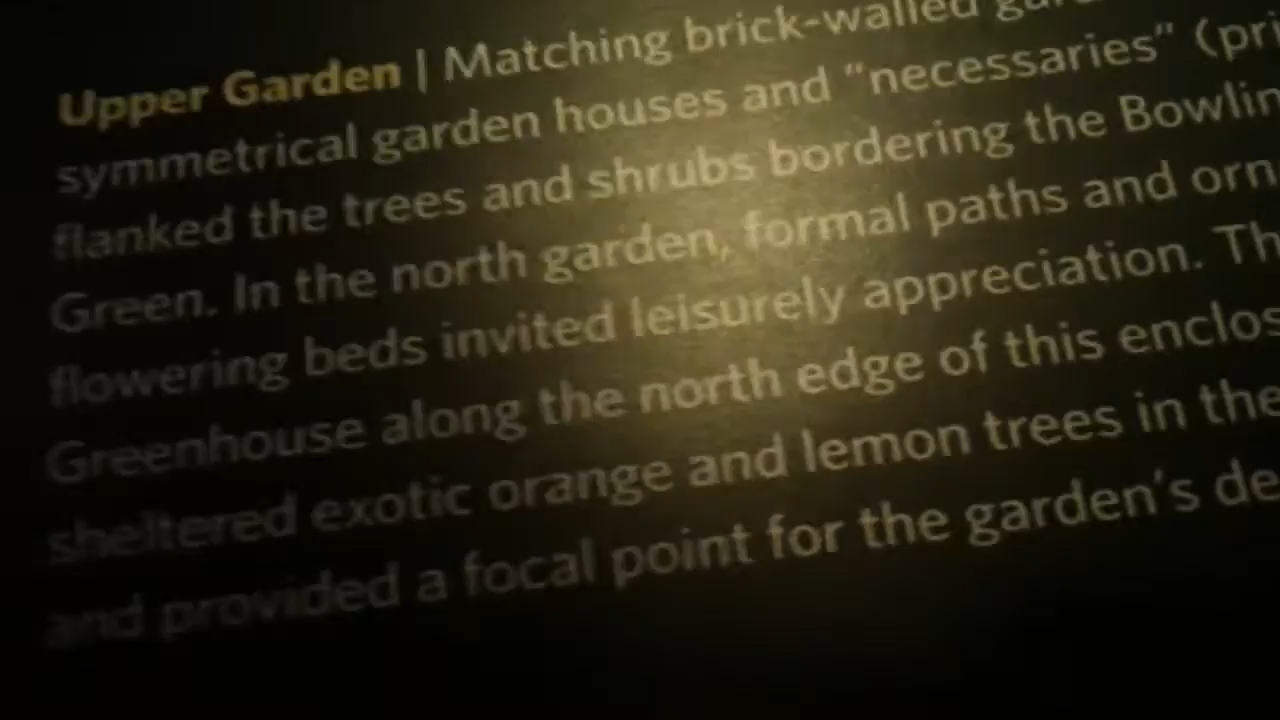 Upper Garden | Matching brick-walled
symmetrical garden houses and "necessaries" (pri
flanked the trees and shrubs bordering the Bowlin
Green. In the north garden, formal paths and orn
flowering beds invited leisurely appreciation. Th
Greenhouse along the north edge of this enclos
sheltered exotic orange and lemon trees in the
and provided a focal point for the garden's de